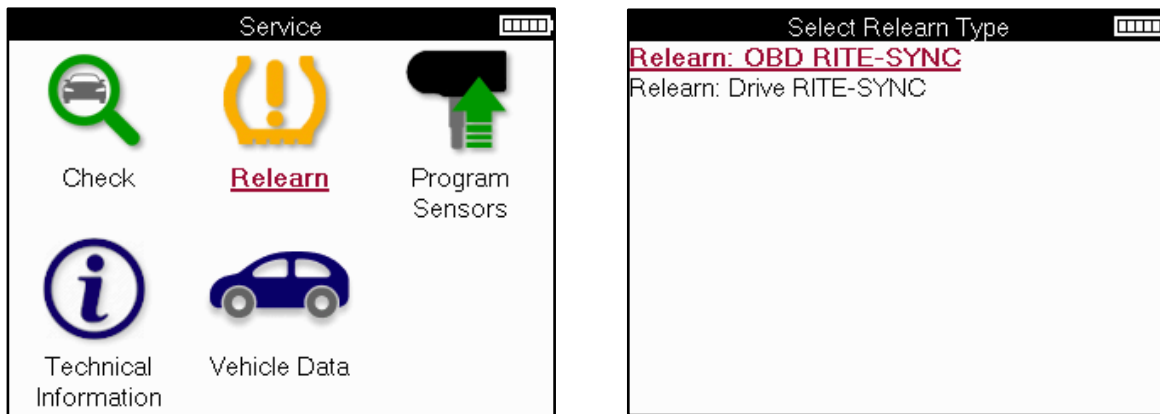 Service
Check
Relearn
Program
Sensors
Technical
Information
Vehicle Data
Select Relearn Type
Relearn: OBD RITE-SYNC
Relearn: Drive RITE-SYNC